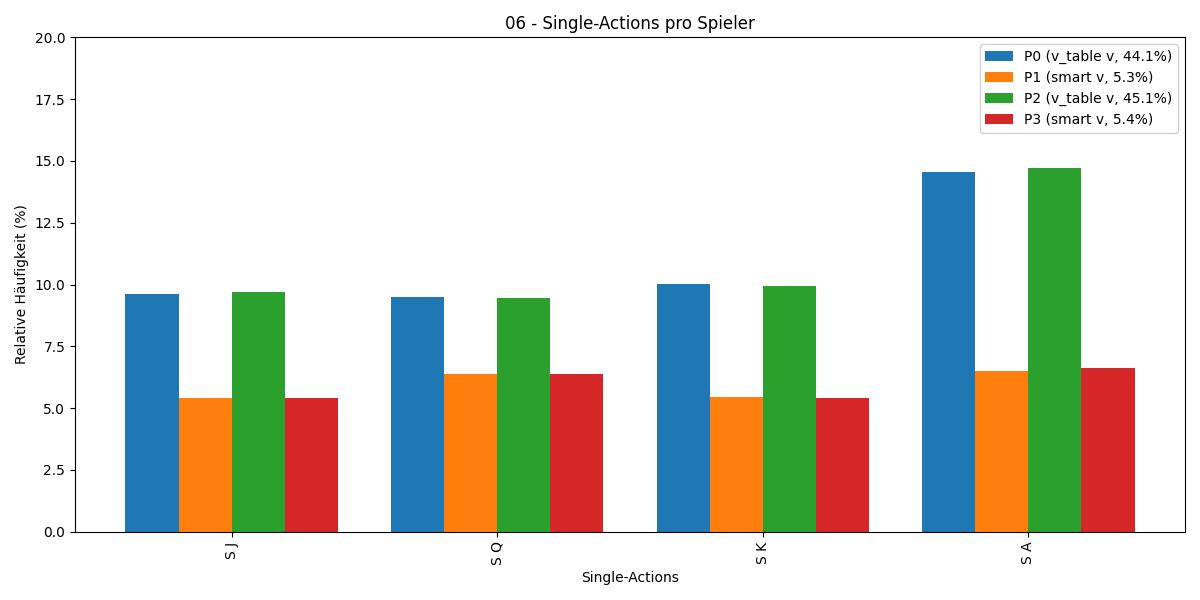 06 - Single-Actions pro Spieler
20.0
17.5
15.0
12.5
10.0
7.5
5.0
2.5
0.0
Relative Häufigkeit (%)
P0 (v_table v, 44.1%)
P1 (smart v, 5.3%)
P2 (v_table v, 45.1%)
P3 (smart v, 5.4%)
S J
S Q
S K
S A
Single-Actions